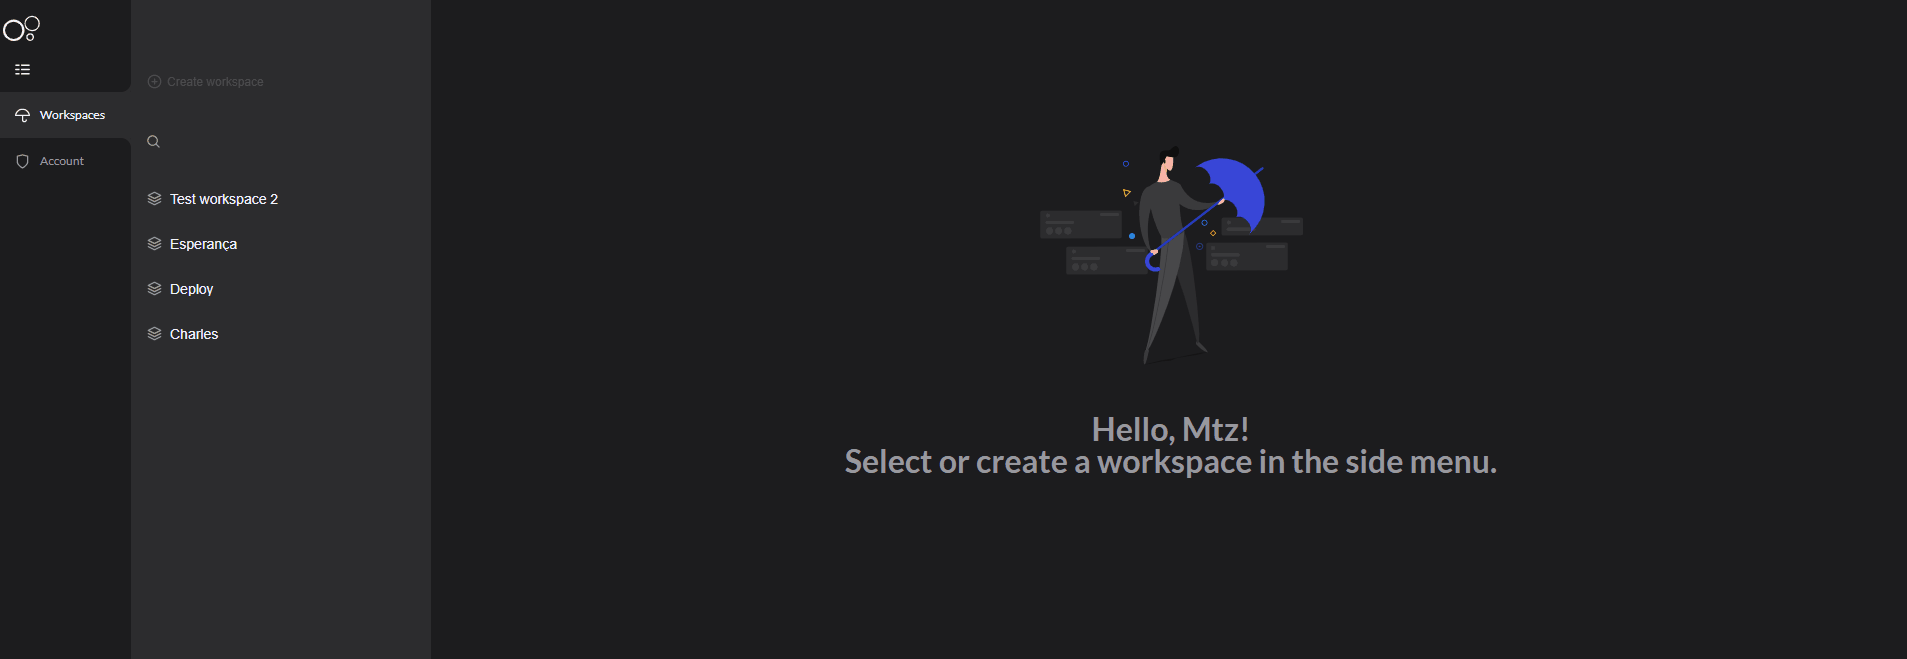 Create workspace
Workspaces
Account
Test workspace 2
Esperança
Deploy
Charles
Hello, Mtz!
Select or create a workspace in the side menu.